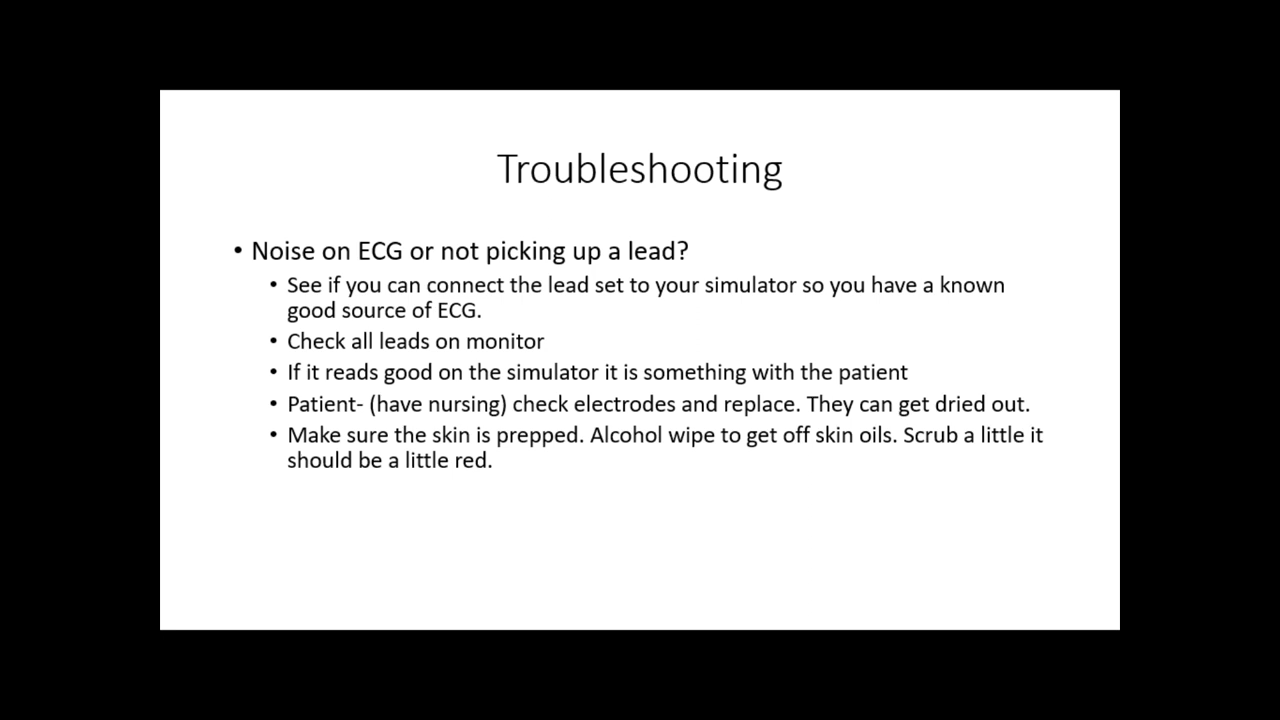 Troubleshooting
• Noise on ECG or not picking up a lead?
• See if you can connect the lead set to your simulator so you have a known
good source of ECG.
• Check all leads on monitor
• If it reads good on the simulator it is something with the patient
• Patient- (have nursing) check electrodes and replace. They can get dried out.
• Make sure the skin is prepped. Alcohol wipe to get off skin oils. Scrub a little it
should be a little red.